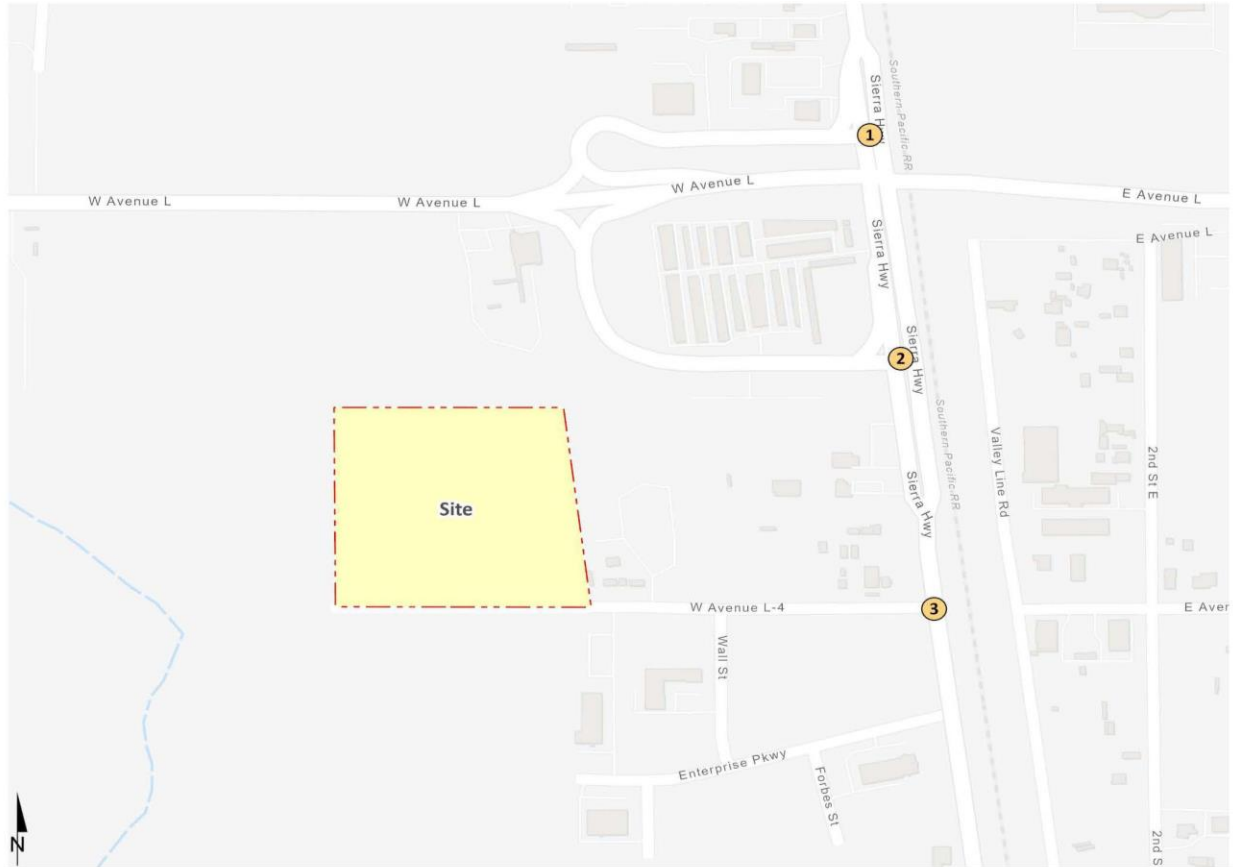 Sierra Hwy
Southern Pacific RR
1
W Avenue L
E Avenue L
W Avenue L
W Avenue L
Sierra Hwy
E Avenue L
Sierra Hwy
2
Southern Pacific RR
Valley Line Rd
2nd St E
Sierra Hwy
Site
W Avenue L-4
3
E Aver
Wall St
Enterprise Pkwy
Forbes St
2nd S
N